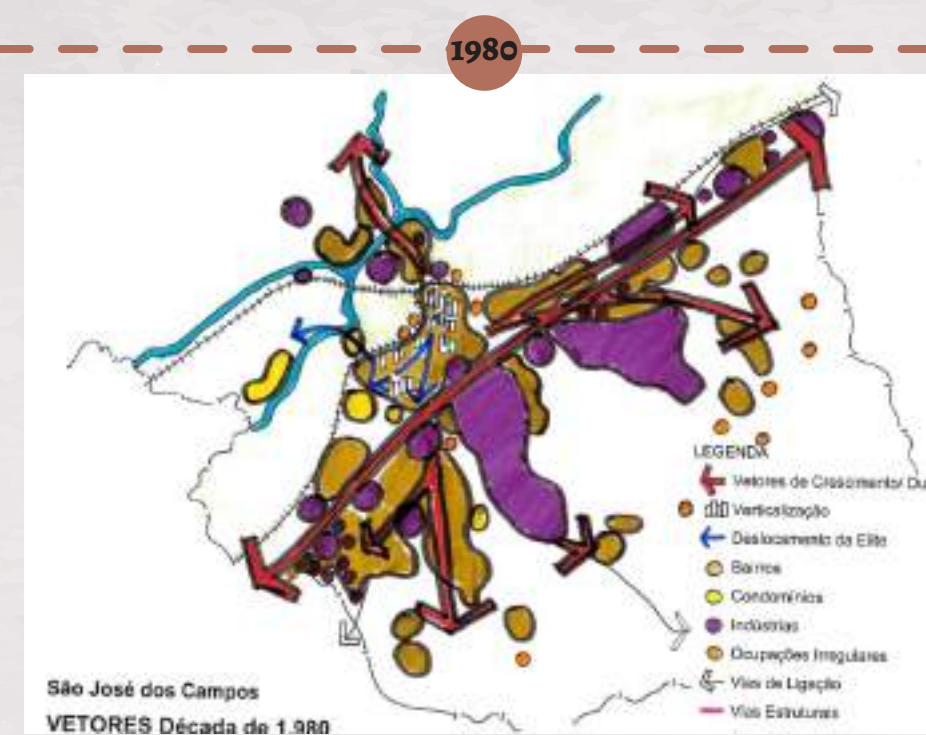 1980
LEGENDA
Vetores de Crescimento/ Du
Verticalização
Deslocamento da Elite
Bairros
Condomínios
Indústrias
Ocupações Irregulares
Vias de Ligação
Vias Estruturais
São José dos Campos
VETORES Década de 1.980